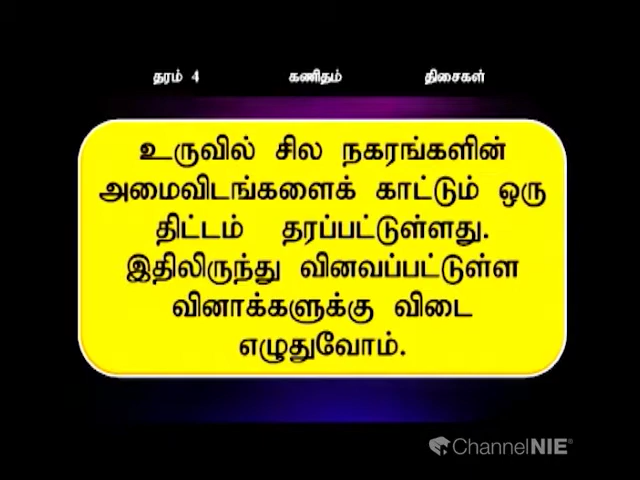 தரம் 4 கணிதம் திசைகள்
உருவில் சில நகரங்களின்
அமைவிடங்களைக் காட்டும் ஒரு
திட்டம் தரப்பட்டுள்ளது.
இதிலிருந்து வினவப்பட்டுள்ள
வினாக்களுக்கு விடை
எழுதுவோம்.
ChannelNIE